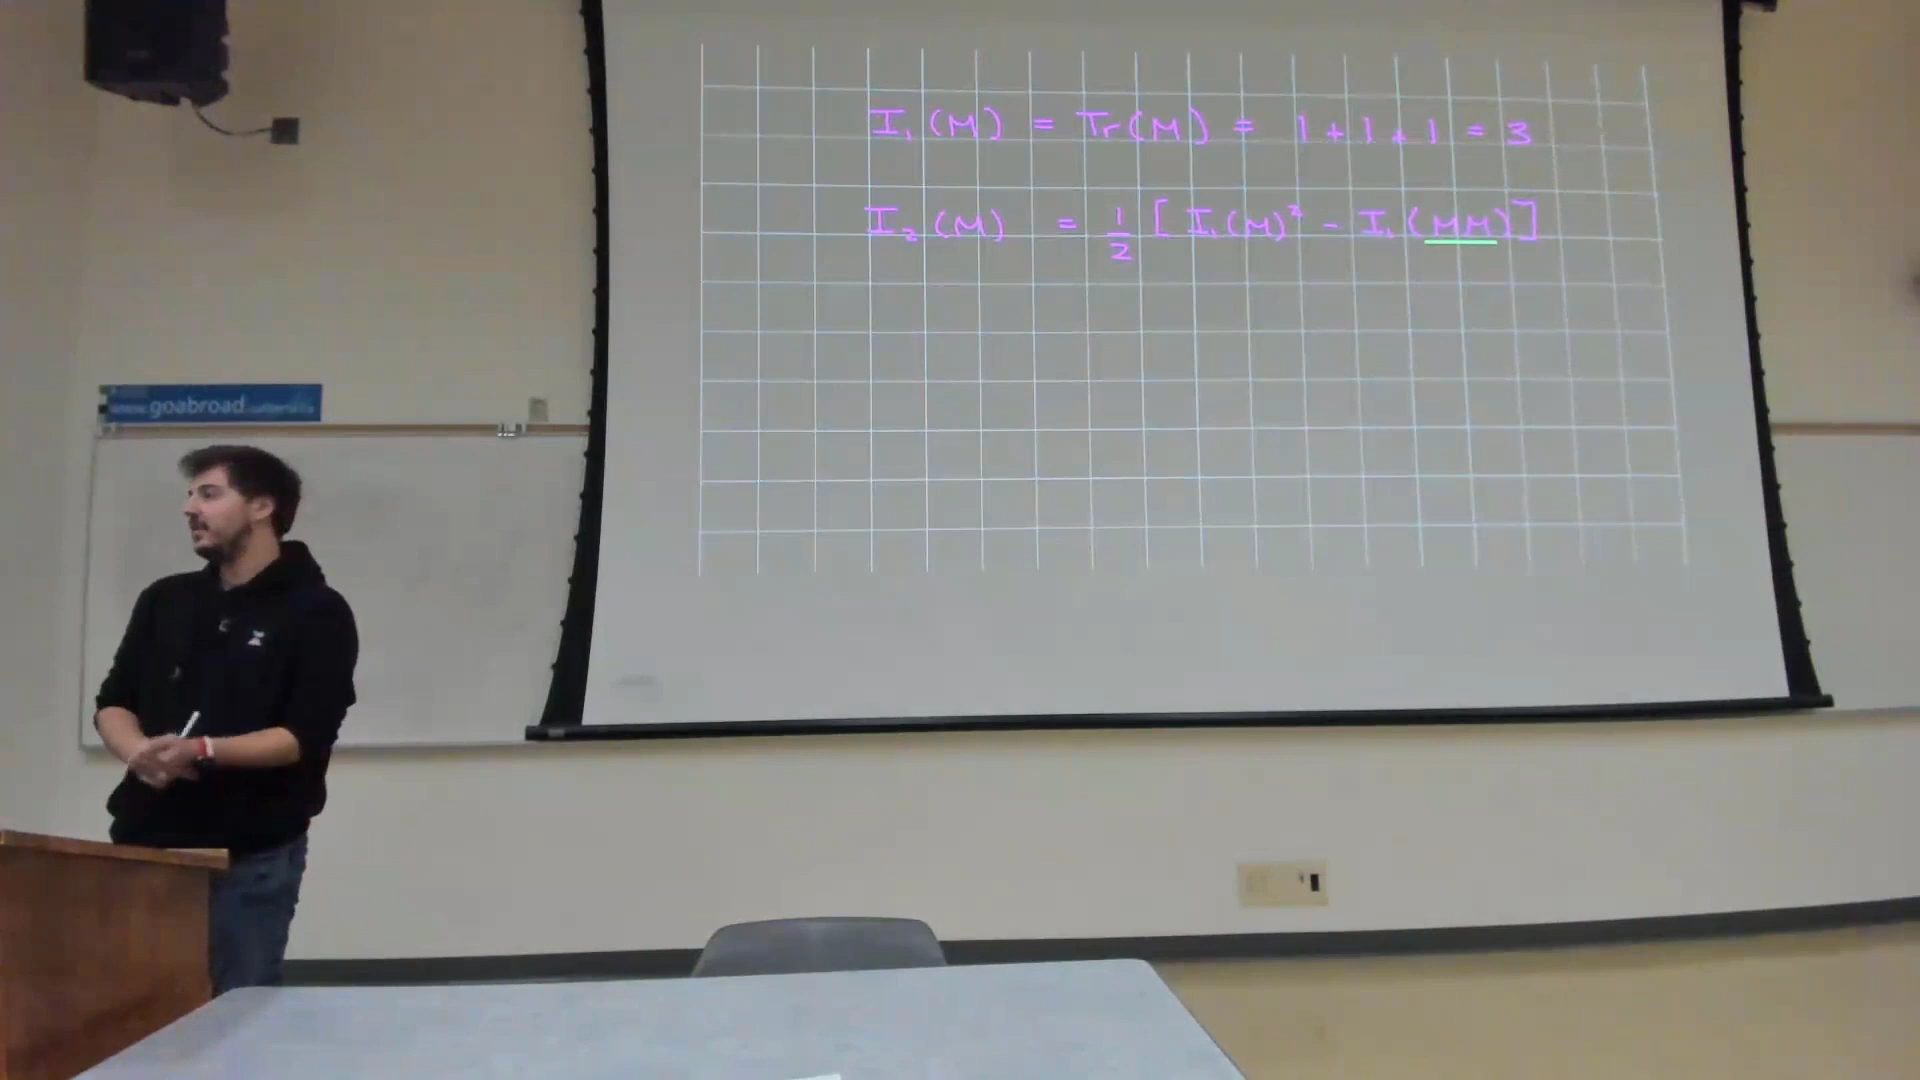 I₁(M) = Tr(M) = 1 + 1 + 1 = 3
I₂(M) = 1/2 [I₁(M)² - I₁(MM)]
www.goabroad.